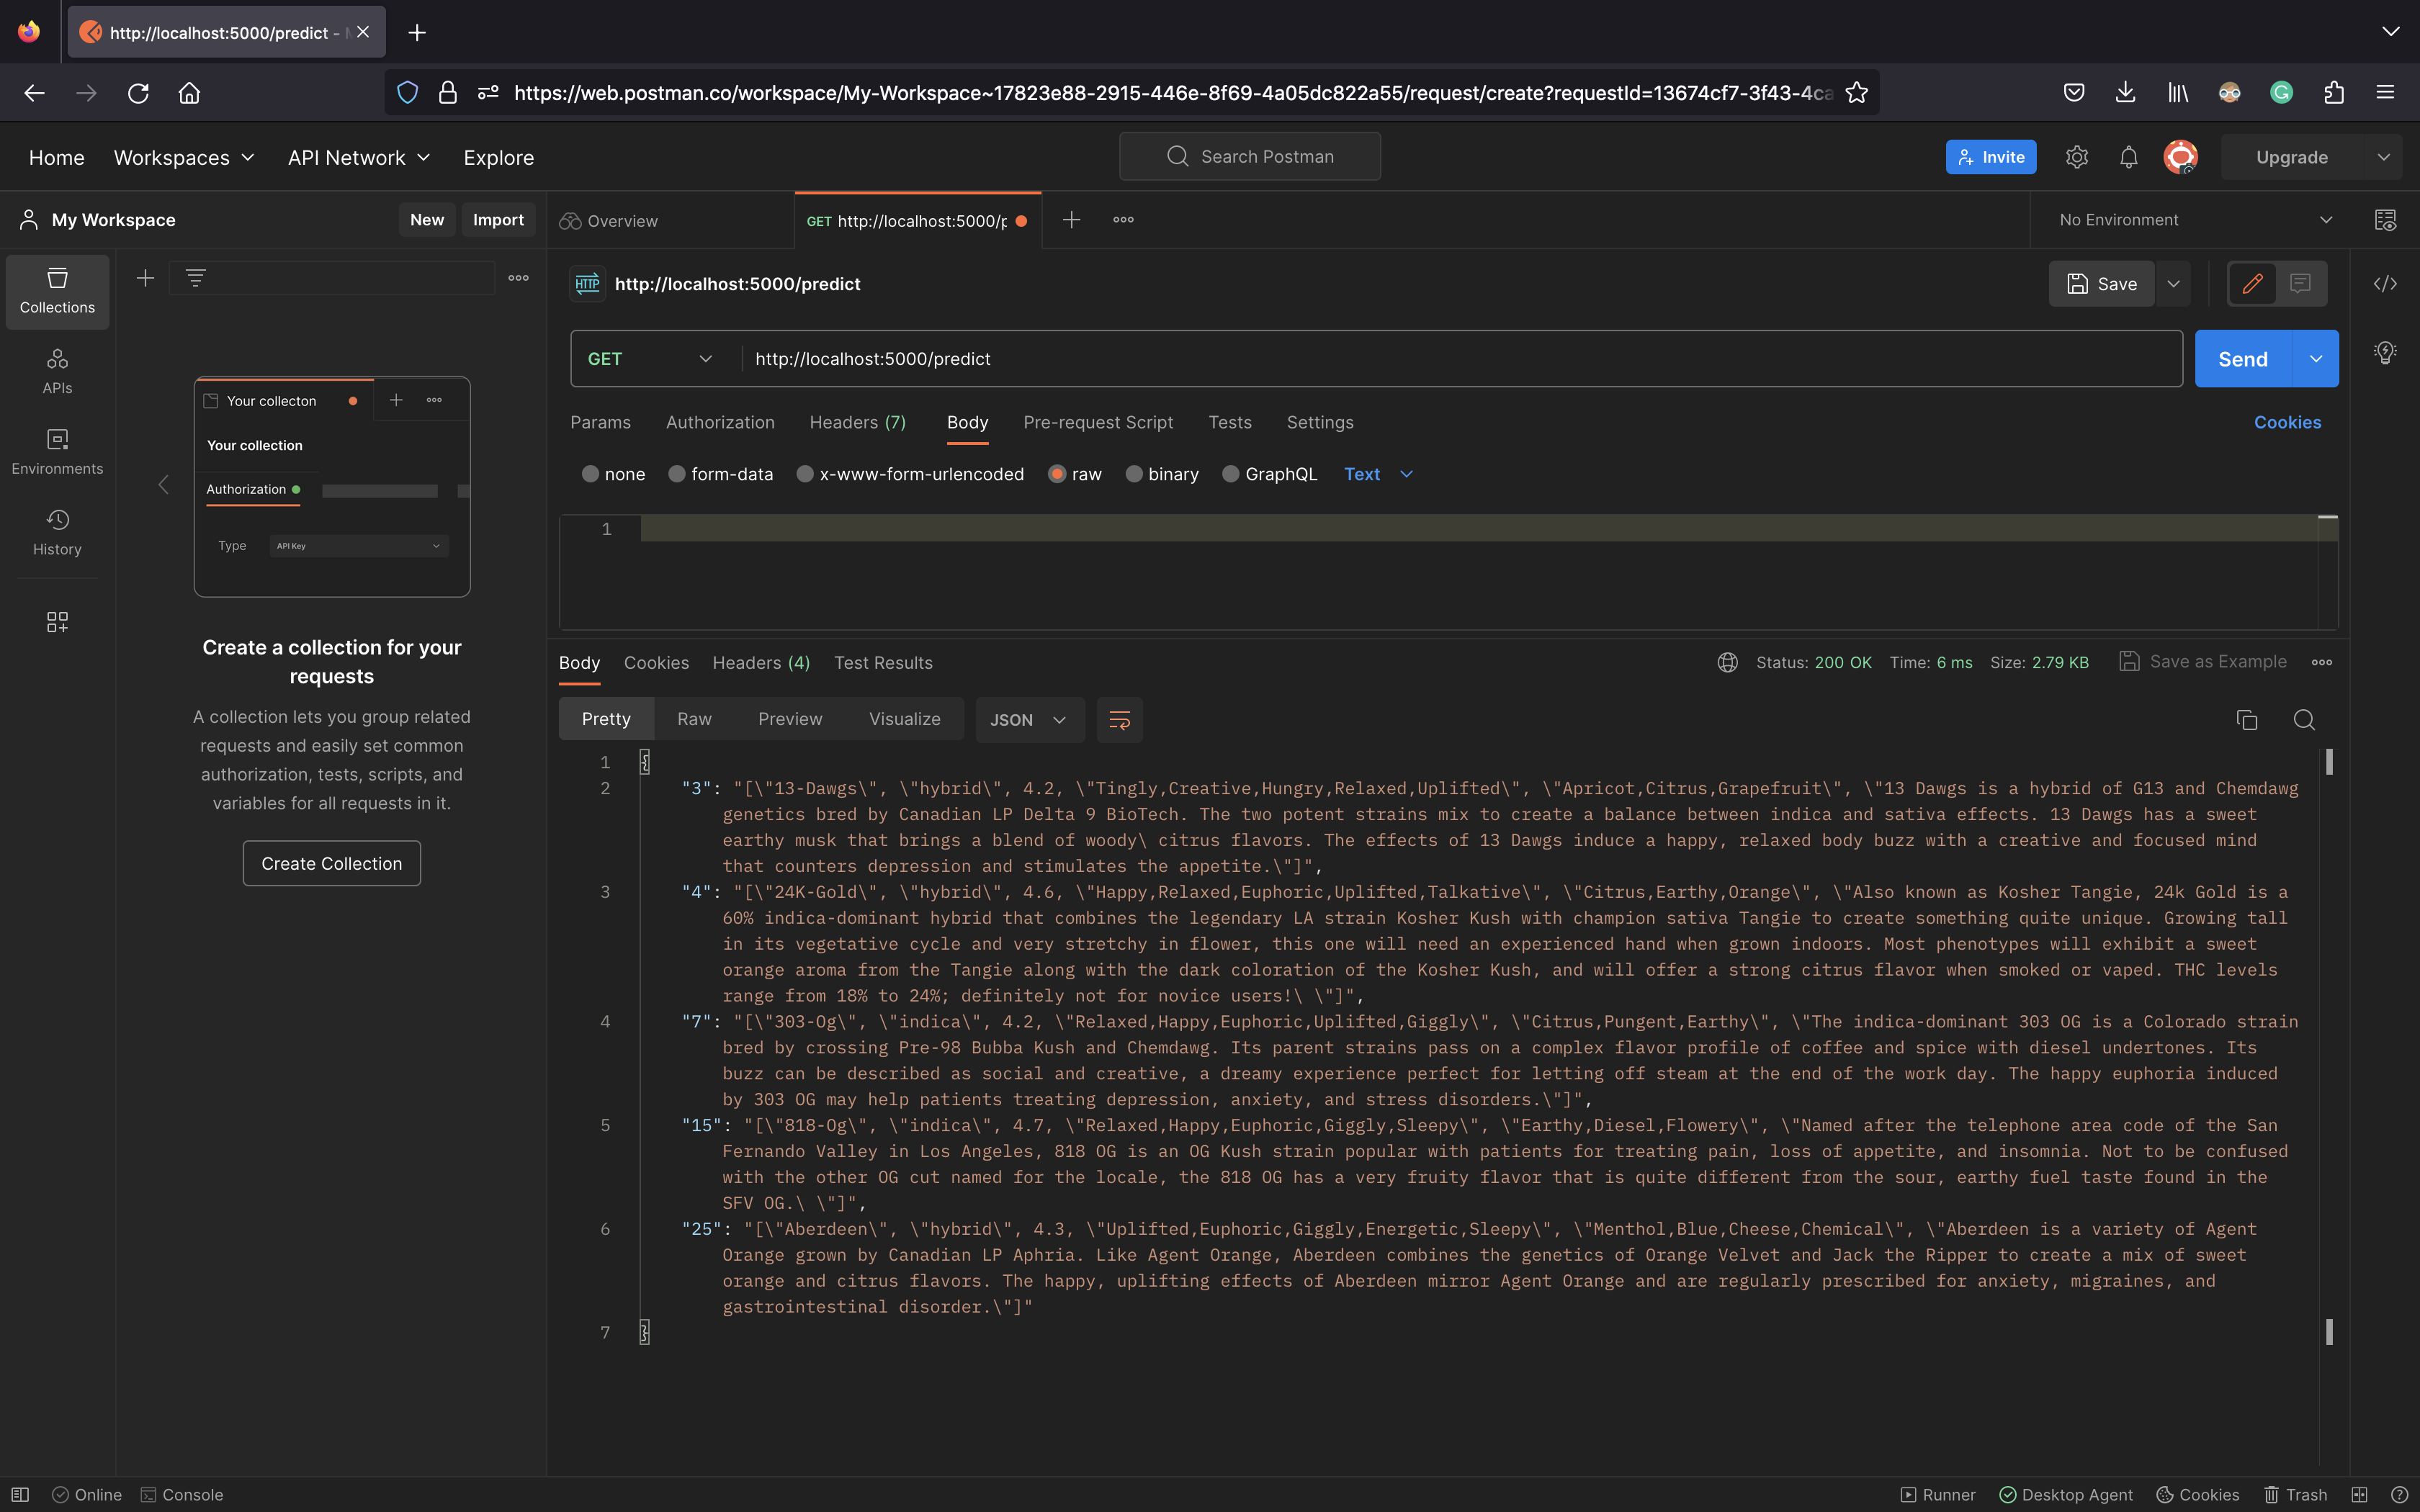 http://localhost:5000/predict -
https://web.postman.co/workspace/My-Workspace~17823e88-2915-446e-8f69-4a05dc822a55/request/create?requestId=13674cf7-3f43-4ca
Home Workspaces API Network Explore
Search Postman
Invite
Upgrade
My Workspace
New Import
Overview
GET http://localhost:5000/p
No Environment
Collections
APIs
Environments
History
Your collecton
Your collection
Authorization
Type API Key
Create a collection for your
requests
A collection lets you group related
requests and easily set common
authorization, tests, scripts, and
variables for all requests in it.
Create Collection
HTTP http://localhost:5000/predict
Save
GET http://localhost:5000/predict
Send
Params Authorization Headers (7) Body Pre-request Script Tests Settings
Cookies
none form-data x-www-form-urlencoded raw binary GraphQL Text
1
Body Cookies Headers (4) Test Results
Status: 200 OK Time: 6 ms Size: 2.79 KB Save as Example
Pretty Raw Preview Visualize JSON
1 {
2 "3": "[\"13-Dawgs\", \"hybrid\", 4.2, \"Tingly,Creative,Hungry,Relaxed,Uplifted\", \"Apricot,Citrus,Grapefruit\", \"13 Dawgs is a hybrid of G13 and Chemdawg
genetics bred by Canadian LP Delta 9 BioTech. The two potent strains mix to create a balance between indica and sativa effects. 13 Dawgs has a sweet
earthy musk that brings a blend of woody\ citrus flavors. The effects of 13 Dawgs induce a happy, relaxed body buzz with a creative and focused mind
that counters depression and stimulates the appetite.\"]",
3 "4": "[\"24K-Gold\", \"hybrid\", 4.6, \"Happy,Relaxed,Euphoric,Uplifted,Talkative\", \"Citrus,Earthy,Orange\", \"Also known as Kosher Tangie, 24k Gold is a
60% indica-dominant hybrid that combines the legendary LA strain Kosher Kush with champion sativa Tangie to create something quite unique. Growing tall
in its vegetative cycle and very stretchy in flower, this one will need an experienced hand when grown indoors. Most phenotypes will exhibit a sweet
orange aroma from the Tangie along with the dark coloration of the Kosher Kush, and will offer a strong citrus flavor when smoked or vaped. THC levels
range from 18% to 24%; definitely not for novice users!\ \"]",
4 "7": "[\"303-Og\", \"indica\", 4.2, \"Relaxed,Happy,Euphoric,Uplifted,Giggly\", \"Citrus,Pungent,Earthy\", \"The indica-dominant 303 OG is a Colorado strain
bred by crossing Pre-98 Bubba Kush and Chemdawg. Its parent strains pass on a complex flavor profile of coffee and spice with diesel undertones. Its
buzz can be described as social and creative, a dreamy experience perfect for letting off steam at the end of the work day. The happy euphoria induced
by 303 OG may help patients treating depression, anxiety, and stress disorders.\"]",
5 "15": "[\"818-Og\", \"indica\", 4.7, \"Relaxed,Happy,Euphoric,Giggly,Sleepy\", \"Earthy,Diesel,Flowery\", \"Named after the telephone area code of the San
Fernando Valley in Los Angeles, 818 OG is an OG Kush strain popular with patients for treating pain, loss of appetite, and insomnia. Not to be confused
with the other OG cut named for the locale, the 818 OG has a very fruity flavor that is quite different from the sour, earthy fuel taste found in the
SFV OG.\ \"]",
6 "25": "[\"Aberdeen\", \"hybrid\", 4.3, \"Uplifted,Euphoric,Giggly,Energetic,Sleepy\", \"Menthol,Blue,Cheese,Chemical\", \"Aberdeen is a variety of Agent
Orange grown by Canadian LP Aphria. Like Agent Orange, Aberdeen combines the genetics of Orange Velvet and Jack the Ripper to create a mix of sweet
orange and citrus flavors. The happy, uplifting effects of Aberdeen mirror Agent Orange and are regularly prescribed for anxiety, migraines, and
gastrointestinal disorder.\"]"
7 }
Online Console
Runner Desktop Agent Cookies Trash